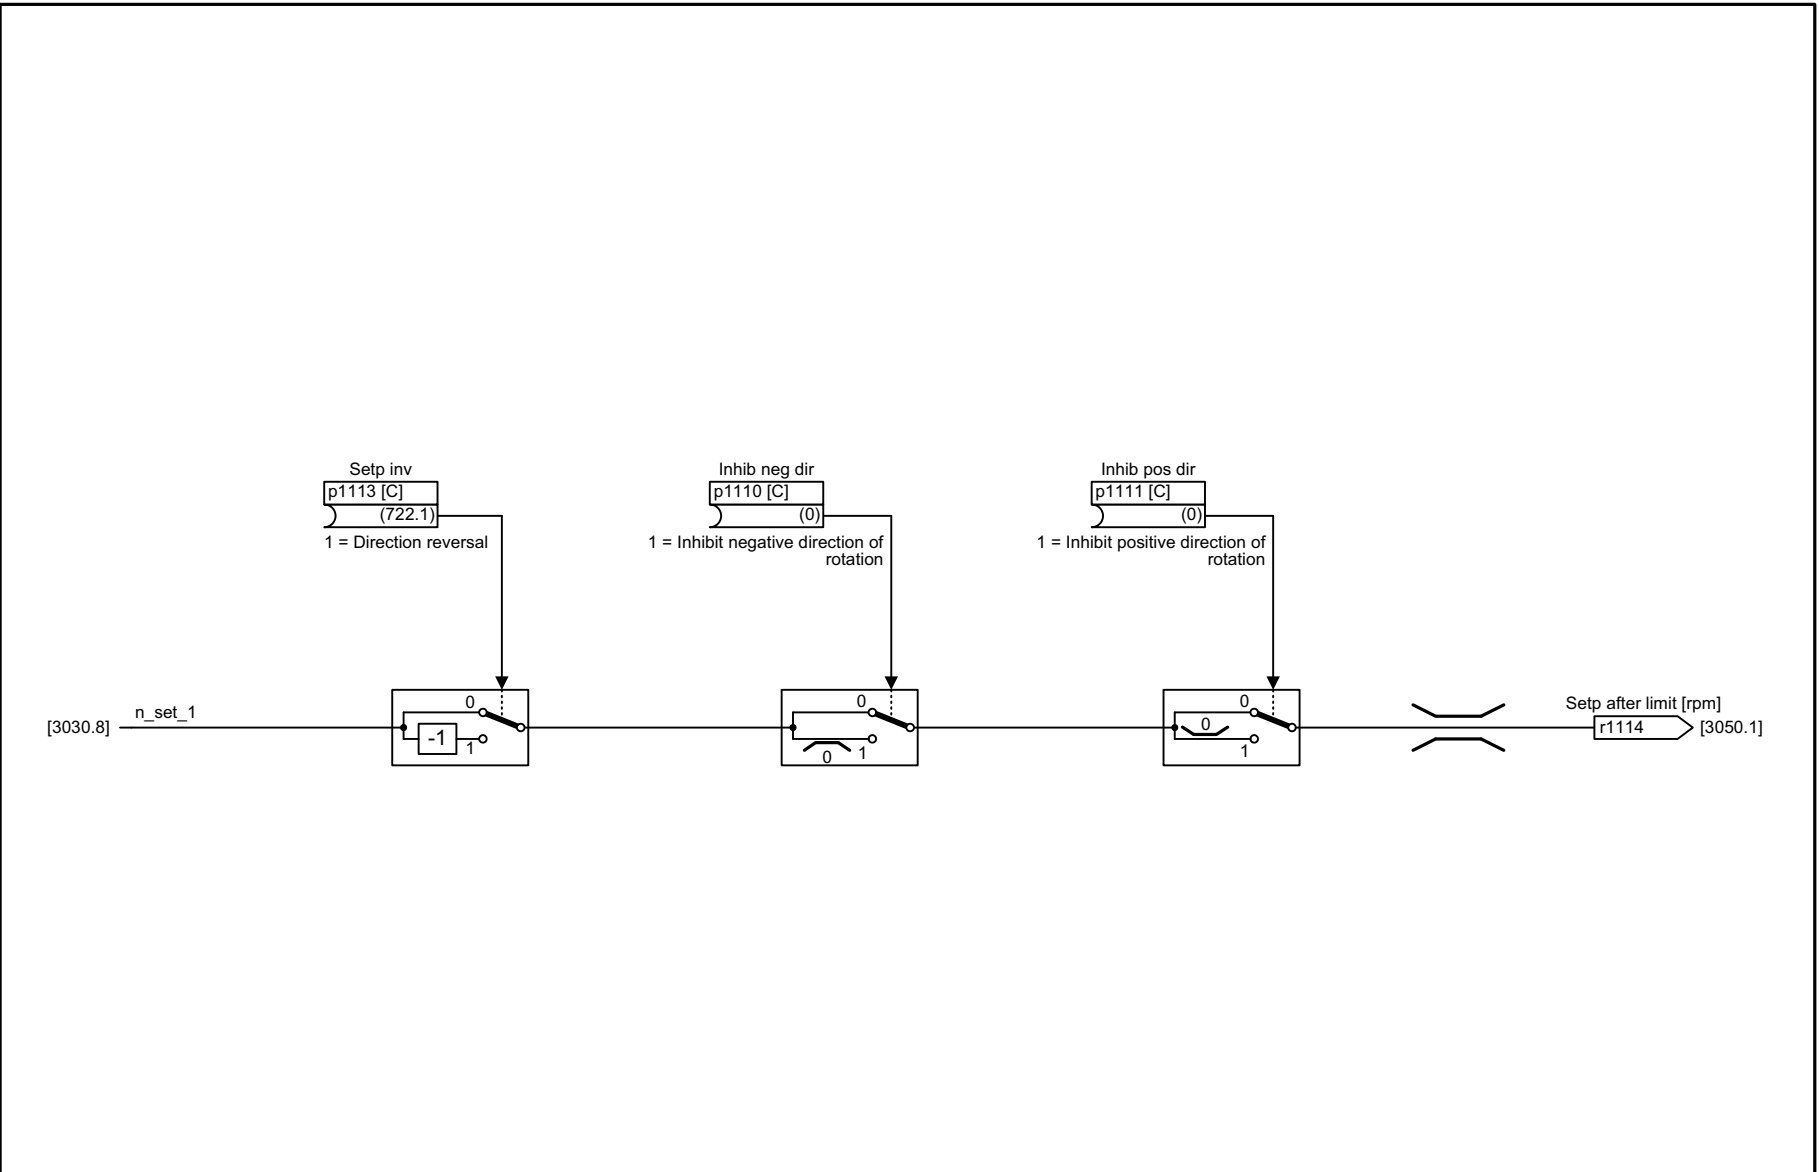 Setp inv
p1113 [C]
(722.1)
1 = Direction reversal
Inhib neg dir
p1110 [C]
(0)
1 = Inhibit negative direction of
rotation
Inhib pos dir
p1111 [C]
(0)
1 = Inhibit positive direction of
rotation
[3030.8]
n_set_1
0
-1
1
0
0
1
0
0
1
Setp after limit [rpm]
r1114
[3050.1]